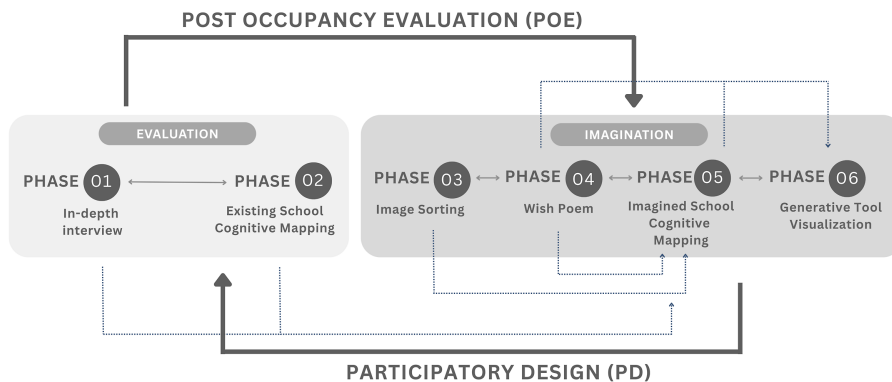 POST OCCUPANCY EVALUATION (POE)
EVALUATION
PHASE 01
In-depth
interview
PHASE 02
Existing School
Cognitive Mapping
IMAGINATION
PHASE 03
Image Sorting
PHASE 04
Wish Poem
PHASE 05
Imagined School
Cognitive
Mapping
PHASE 06
Generative Tool
Visualization
PARTICIPATORY DESIGN (PD)